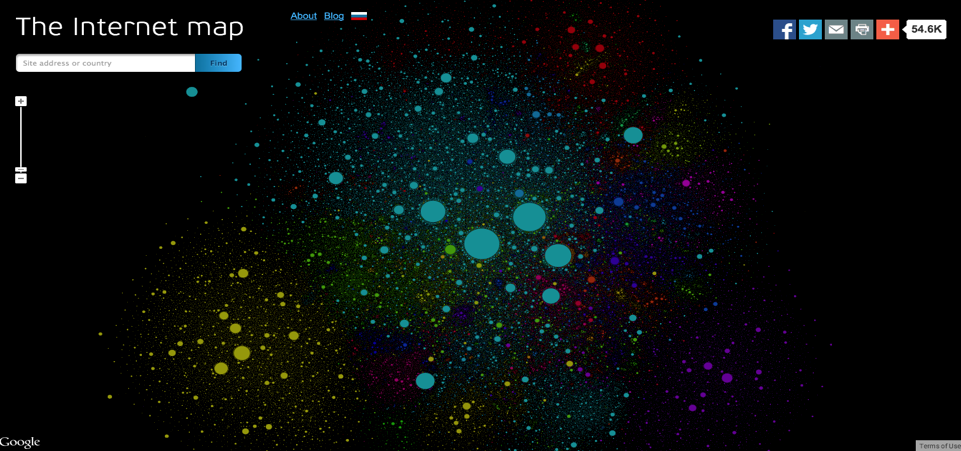 The Internet map
About Blog
54.6K
Site address or country
Find
Google
Terms of Use